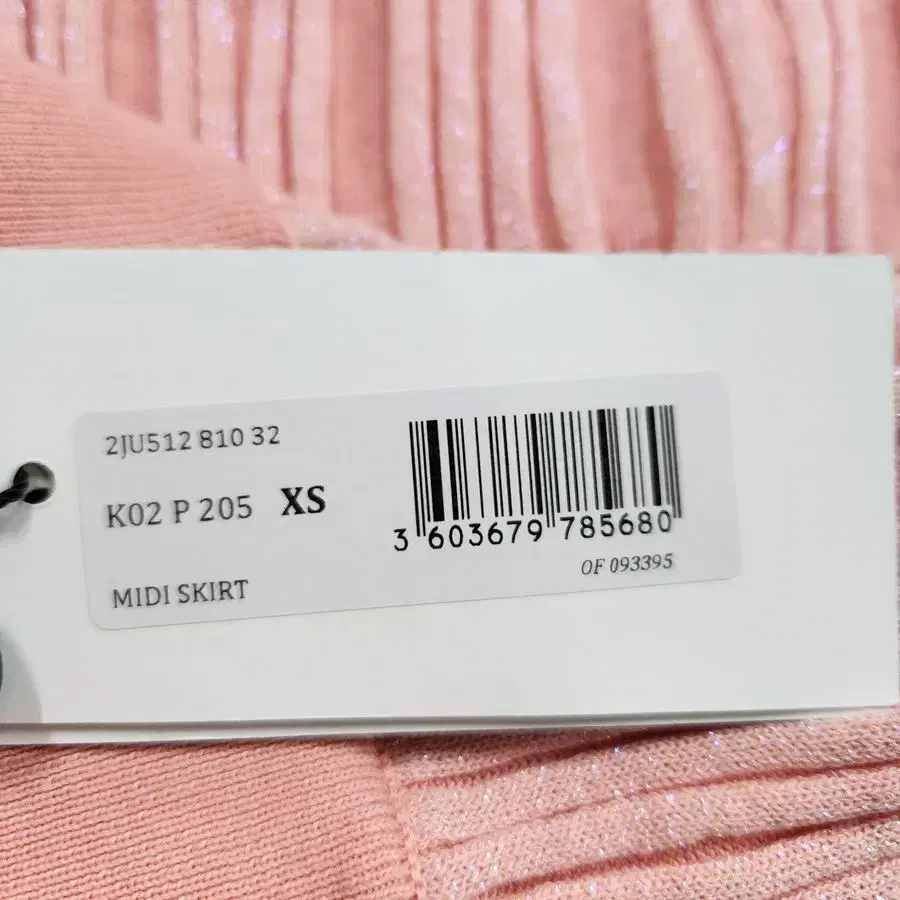 2JU512 810 32
K02 P 205 XS
3 603679 785680
OF 093395
MIDI SKIRT